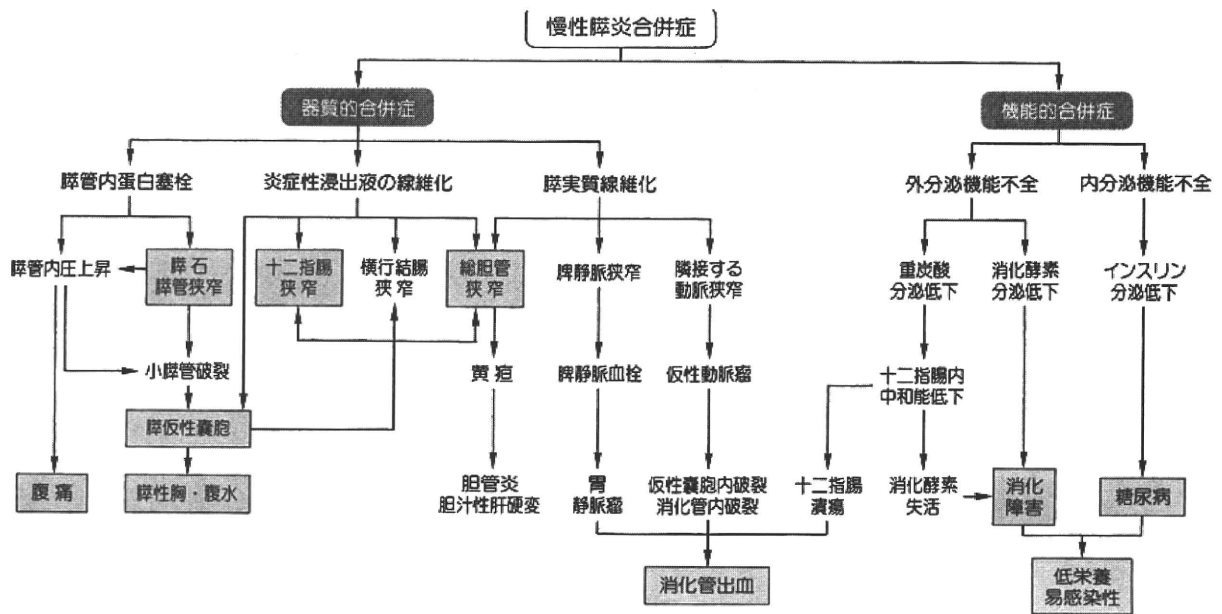 慢性膵炎合併症
器質的合併症
機能的合併症
膵管内蛋白塞栓
炎症性浸出液の線維化
膵実質線維化
外分泌機能不全
内分泌機能不全
膵管内圧上昇
膵石
膵管狭窄
十二指腸
狭窄
横行結腸
狭窄
総胆管
狭窄
脾静脈狭窄
隣接する
動脈狭窄
重炭酸
分泌低下
消化酵素
分泌低下
インスリン
分泌低下
小膵管破裂
黄疸
脾静脈血栓
仮性動脈瘤
十二指腸内
中和能低下
膵仮性嚢胞
腹痛
膵性胸・腹水
胆管炎
胆汁性肝硬変
胃
静脈瘤
仮性嚢胞内破裂
消化管内破裂
十二指腸
潰瘍
消化酵素
失活
消化
障害
糖尿病
消化管出血
低栄養
易感染性